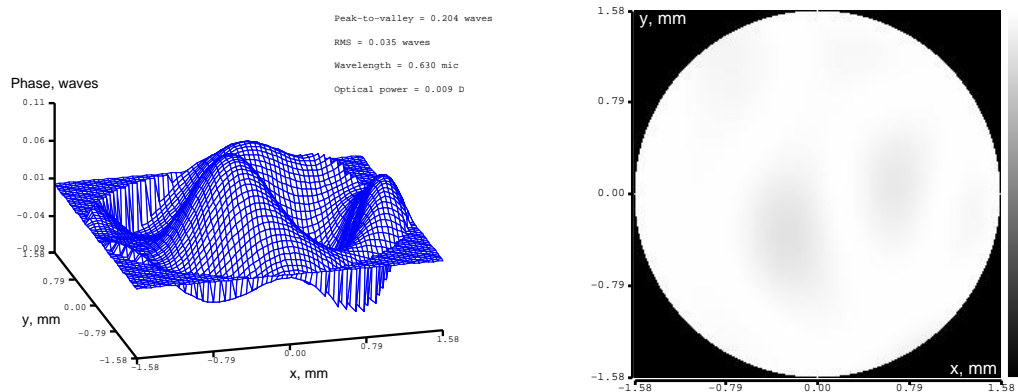 Peak-to-valley = 0.204 waves
RMS = 0.035 waves
Wavelength = 0.630 mic
Optical power = 0.009 D
Phase, waves
0.11
0.06
0.01
-0.04
-0.09
1.58
0.79
0.00
-0.79
-1.58
y, mm
-1.58
-0.79
0.00
0.79
1.58
x, mm
1.58
0.79
0.00
-0.79
-1.58
y, mm
x, mm
-1.58
-0.79
0.00
0.79
1.58